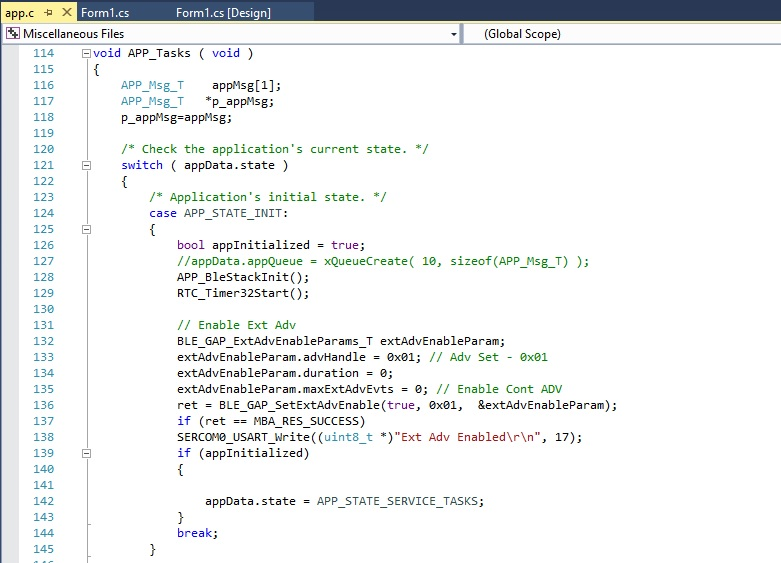 app.c Form1.cs Form1.cs [Design]
Miscellaneous Files (Global Scope)
114 void APP_Tasks ( void )
115 {
116 APP_Msg_T    appMsg[1];
117 APP_Msg_T   *p_appMsg;
118 p_appMsg=appMsg;
119
120 /* Check the application's current state. */
121 switch ( appData.state )
122 {
123 /* Application's initial state. */
124 case APP_STATE_INIT:
125 {
126 bool appInitialized = true;
127 //appData.appQueue = xQueueCreate( 10, sizeof(APP_Msg_T) );
128 APP_BleStackInit();
129 RTC_Timer32Start();
130
131 // Enable Ext Adv
132 BLE_GAP_ExtAdvEnableParams_T extAdvEnableParam;
133 extAdvEnableParam.advHandle = 0x01; // Adv Set - 0x01
134 extAdvEnableParam.duration = 0;
135 extAdvEnableParam.maxExtAdvEvts = 0; // Enable Cont ADV
136 ret = BLE_GAP_SetExtAdvEnable(true, 0x01,  &extAdvEnableParam);
137 if (ret == MBA_RES_SUCCESS)
138 SERCOM0_USART_Write((uint8_t *)"Ext Adv Enabled\r\n", 17);
139 if (appInitialized)
140 {
141
142 appData.state = APP_STATE_SERVICE_TASKS;
143 }
144 break;
145 }